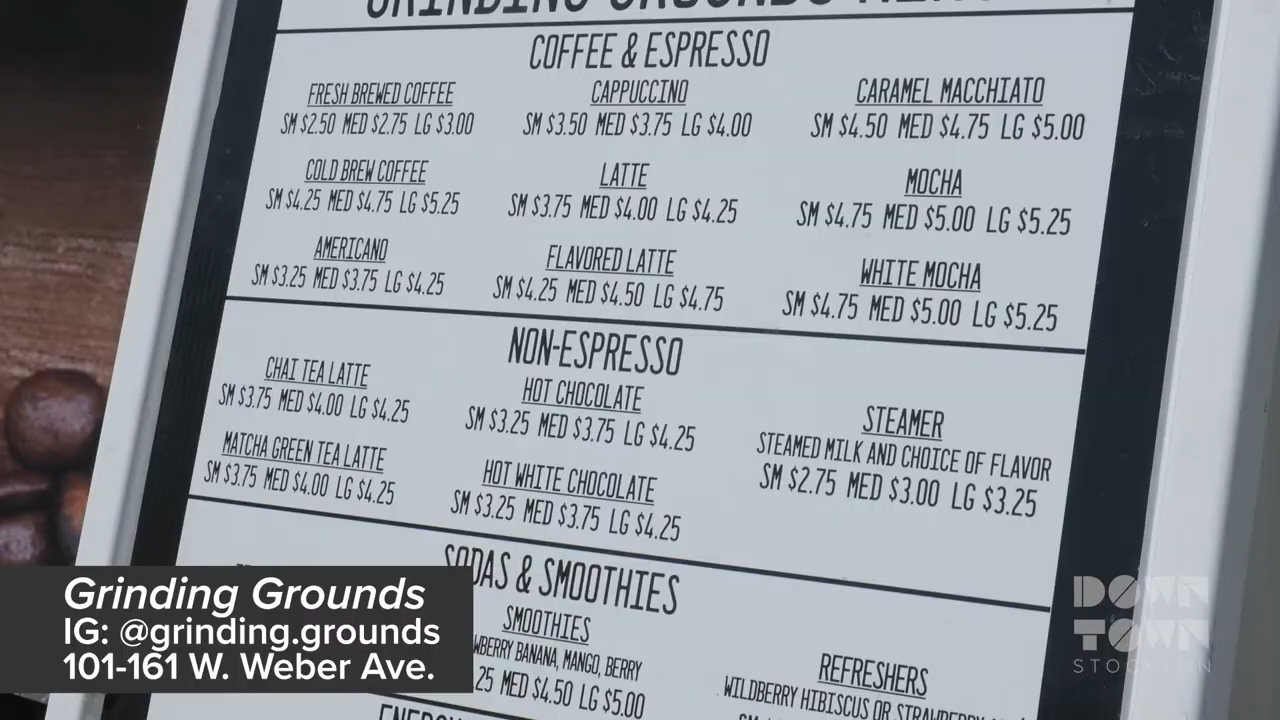 GRINDING GROUNDS
COFFEE & ESPRESSO
FRESH BREWED COFFEE
SM $2.50 MED $2.75 LG $3.00
COLD BREW COFFEE
SM $4.25 MED $4.75 LG $5.25
AMERICANO
SM $3.25 MED $3.75 LG $4.25
CAPPUCCINO
SM $3.50 MED $3.75 LG $4.00
LATTE
SM $3.75 MED $4.00 LG $4.25
FLAVORED LATTE
SM $4.25 MED $4.50 LG $4.75
CARAMEL MACCHIATO
SM $4.50 MED $4.75 LG $5.00
MOCHA
SM $4.75 MED $5.00 LG $5.25
WHITE MOCHA
SM $4.75 MED $5.00 LG $5.25
NON-ESPRESSO
CHAI TEA LATTE
SM $3.75 MED $4.00 LG $4.25
MATCHA GREEN TEA LATTE
SM $3.75 MED $4.00 LG $4.25
HOT CHOCOLATE
SM $3.25 MED $3.75 LG $4.25
HOT WHITE CHOCOLATE
SM $3.25 MED $3.75 LG $4.25
STEAMER
STEAMED MILK AND CHOICE OF FLAVOR
SM $2.75 MED $3.00 LG $3.25
SODAS & SMOOTHIES
SMOOTHIES
BANANA, MANGO, BERRY
25 MED $4.50 LG $5.00
REFRESHERS
WILDBERRY HIBISCUS OR STRAWBERRY
Grinding Grounds
IG: @grinding.grounds
101-161 W. Weber Ave.
DOWN
TOWN
STOCKTON